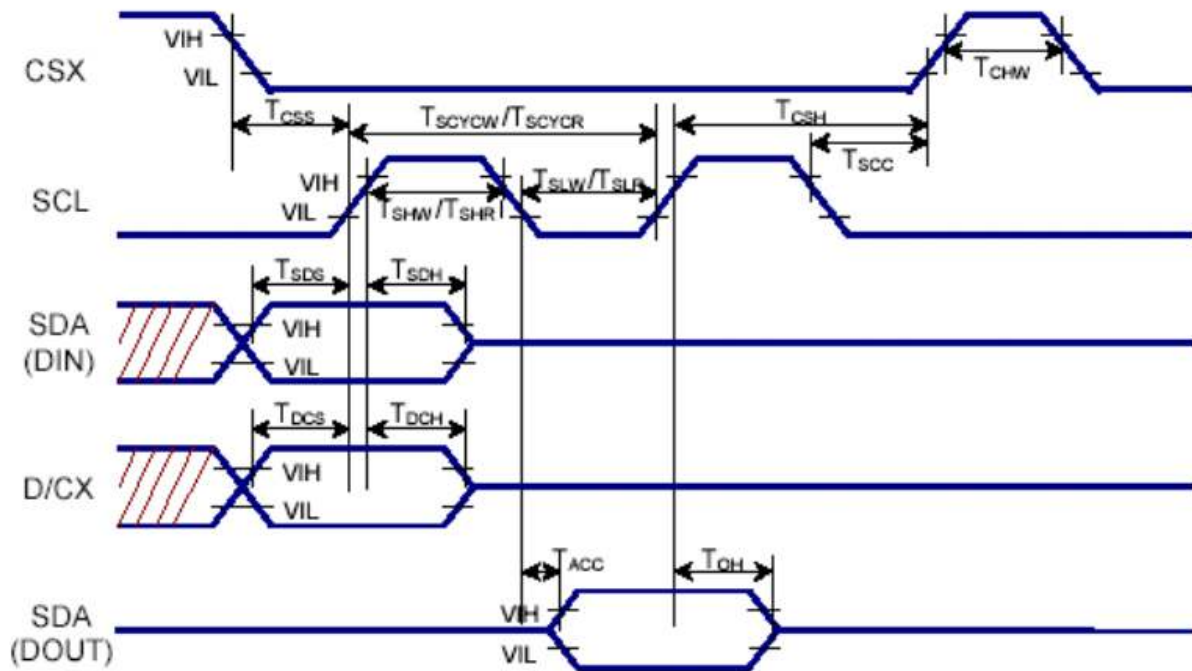 VIH
CSX
VIL
TCHW
TCSS
TSCYCW/TSCYCR
TCSH
TSCC
VIH
TSLW/TSLR
SCL
VIL
TSHW/TSHR
TSDS
TSDH
SDA
(DIN)
VIH
VIL
TDCS
TDCH
D/CX
VIH
VIL
TACC
TOH
SDA
(DOUT)
VIH
VIL